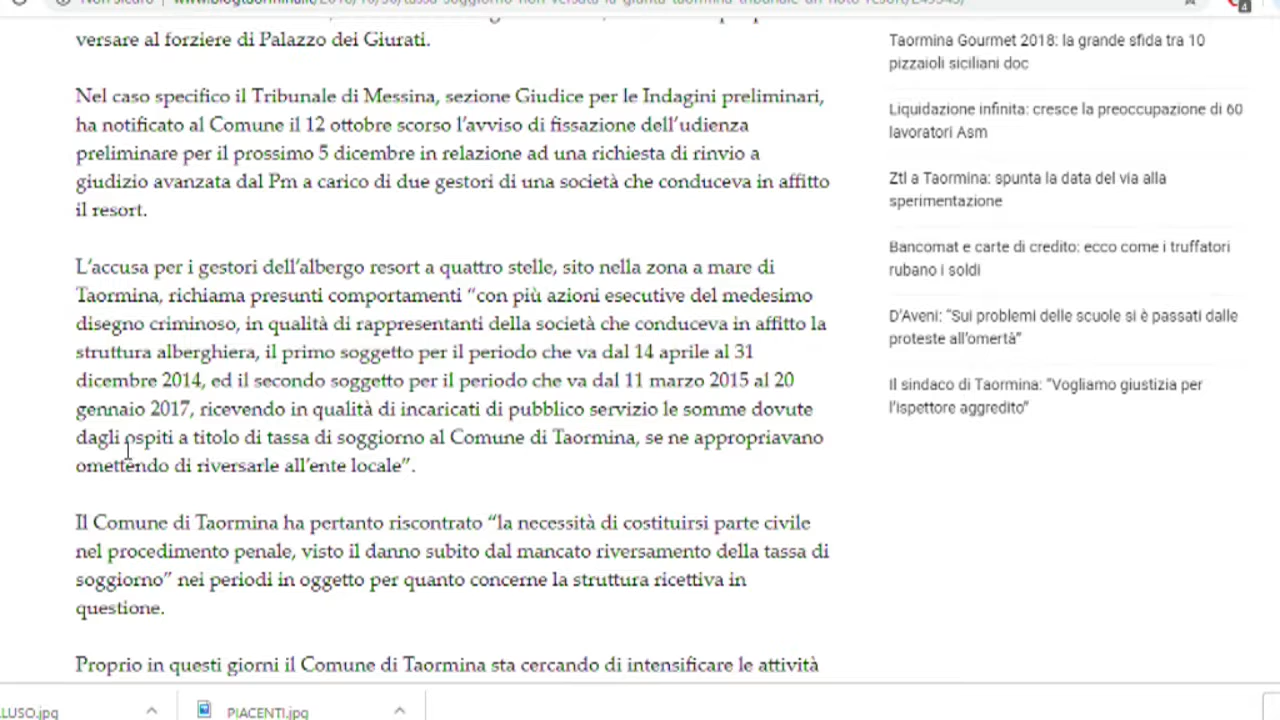 Non sicuro
versare al forziere di Palazzo dei Giurati.
Nel caso specifico il Tribunale di Messina, sezione Giudice per le Indagini preliminari,
ha notificato al Comune il 12 ottobre scorso l'avviso di fissazione dell'udienza
preliminare per il prossimo 5 dicembre in relazione ad una richiesta di rinvio a
giudizio avanzata dal Pm a carico di due gestori di una società che conduceva in affitto
il resort.
L'accusa per i gestori dell'albergo resort a quattro stelle, sito nella zona a mare di
Taormina, richiama presunti comportamenti “con più azioni esecutive del medesimo
disegno criminoso, in qualità di rappresentanti della società che conduceva in affitto la
struttura alberghiera, il primo soggetto per il periodo che va dal 14 aprile al 31
dicembre 2014, ed il secondo soggetto per il periodo che va dal 11 marzo 2015 al 20
gennaio 2017, ricevendo in qualità di incaricati di pubblico servizio le somme dovute
dagli ospiti a titolo di tassa di soggiorno al Comune di Taormina, se ne appropriavano
omettendo di riversarle all'ente locale”.
Il Comune di Taormina ha pertanto riscontrato “la necessità di costituirsi parte civile
nel procedimento penale, visto il danno subito dal mancato riversamento della tassa di
soggiorno” nei periodi in oggetto per quanto concerne la struttura ricettiva in
questione.
Proprio in questi giorni il Comune di Taormina sta cercando di intensificare le attività
Taormina Gourmet 2018: la grande sfida tra 10
pizzaioli siciliani doc
Liquidazione infinita: cresce la preoccupazione di 60
lavoratori Asm
Ztl a Taormina: spunta la data del via alla
sperimentazione
Bancomat e carte di credito: ecco come i truffatori
rubano i soldi
D'Aveni: “Sui problemi delle scuole si è passati dalle
proteste all'omertà”
Il sindaco di Taormina: “Vogliamo giustizia per
l'ispettore aggredito”
4
LUSO.jpg
PIACENTI.jpg